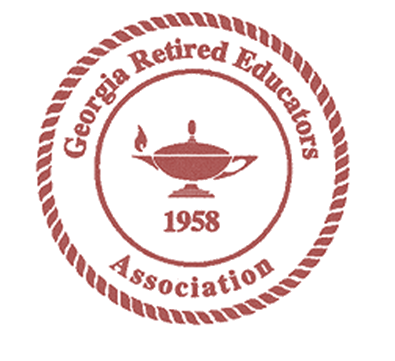 Georgia Retired Educators
1958
Association